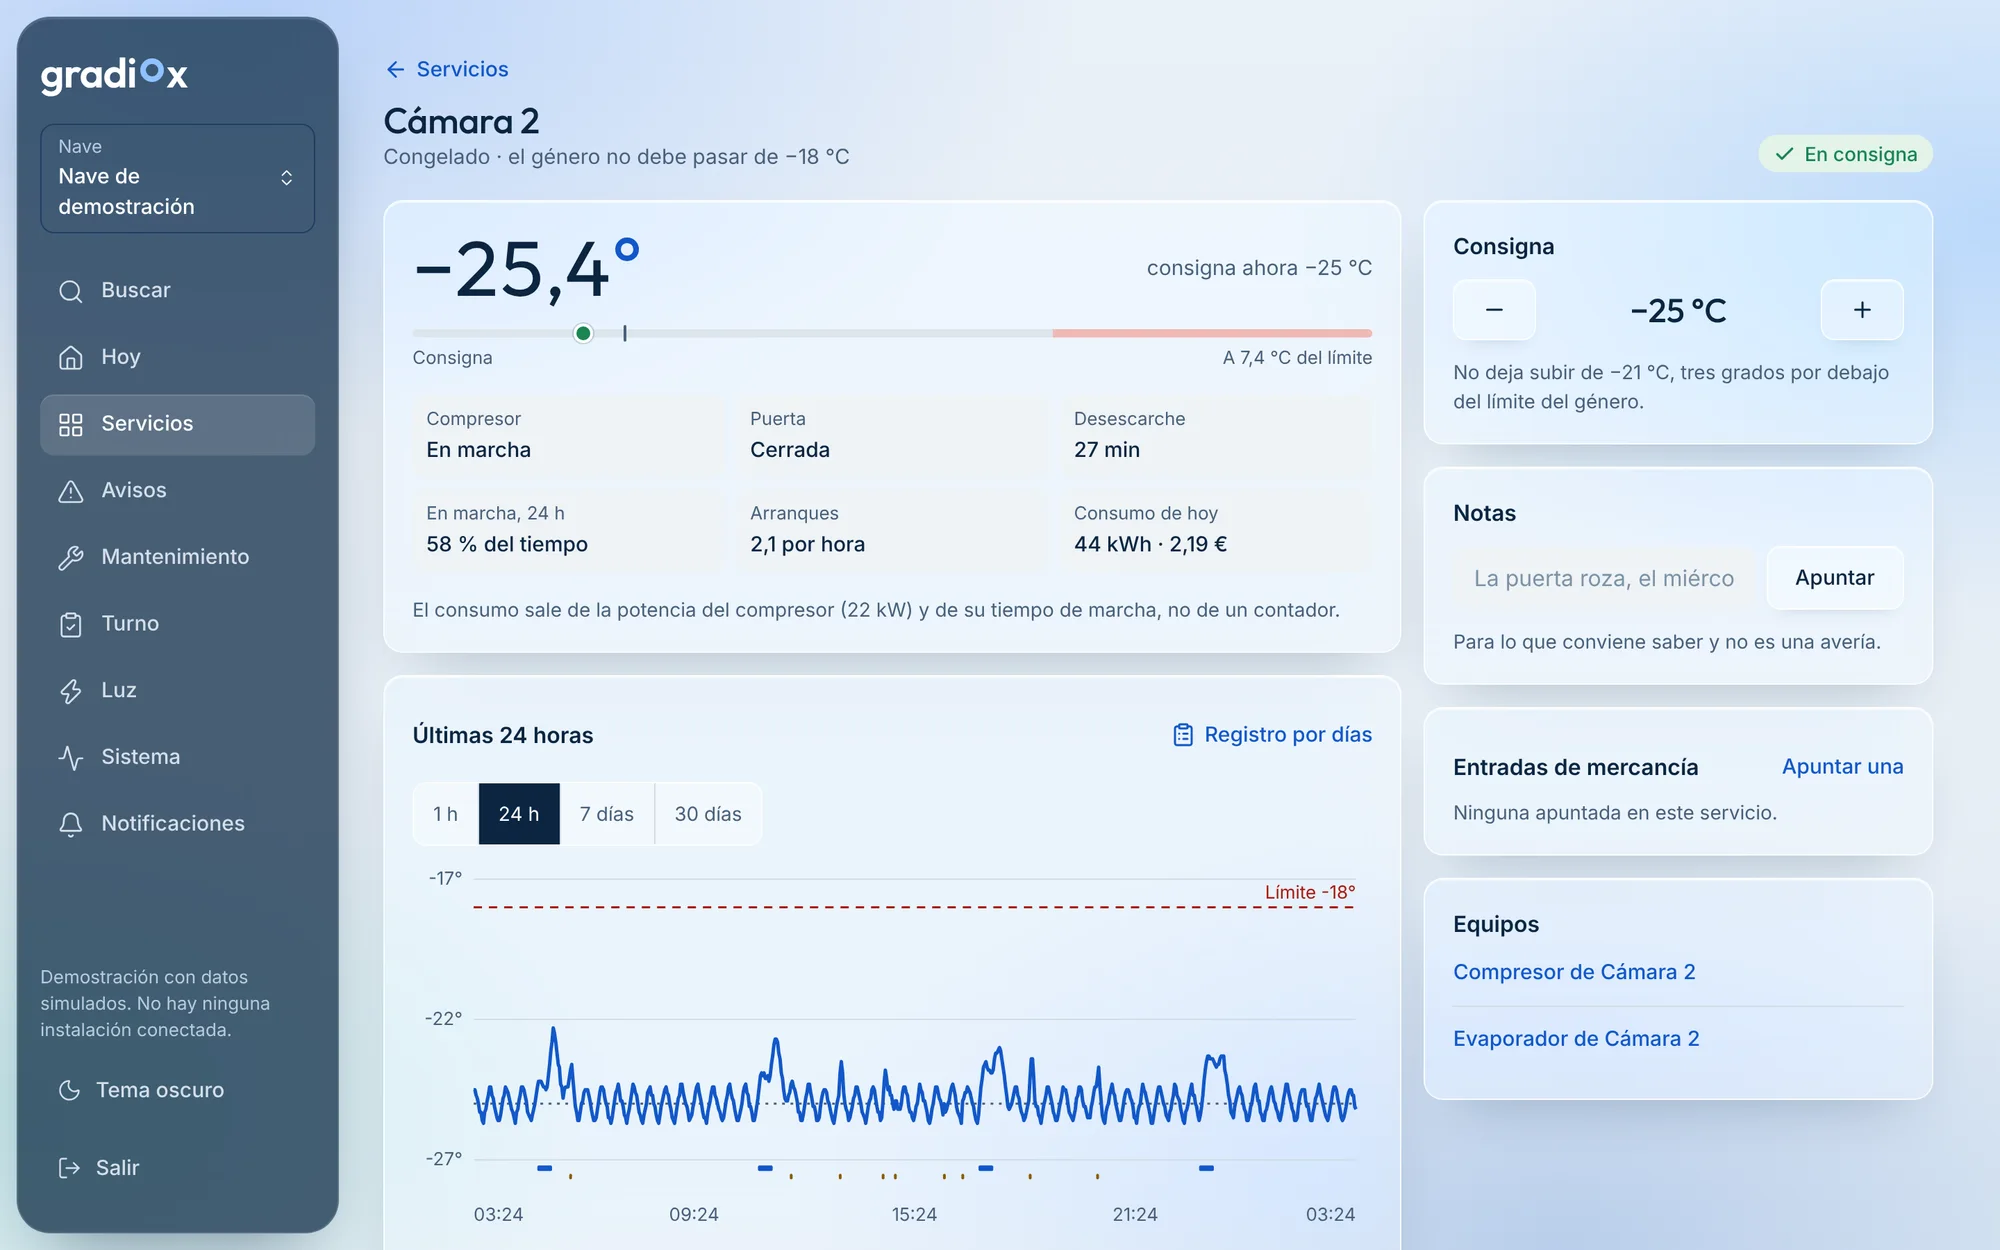 gradiox
Nave
Nave de
demostración
Buscar
Hoy
Servicios
Avisos
Mantenimiento
Turno
Luz
Sistema
Notificaciones
Demostración con datos
simulados. No hay ninguna
instalación conectada.
Tema oscuro
Salir
← Servicios
Cámara 2
Congelado · el género no debe pasar de −18 °C
En consigna
−25,4°
consigna ahora −25 °C
Consigna
A 7,4 °C del límite
Compresor
En marcha
Puerta
Cerrada
Desescarche
27 min
En marcha, 24 h
58 % del tiempo
Arranques
2,1 por hora
Consumo de hoy
44 kWh · 2,19 €
El consumo sale de la potencia del compresor (22 kW) y de su tiempo de marcha, no de un contador.
Últimas 24 horas
Registro por días
1 h
24 h
7 días
30 días
-17°
Límite -18°
-22°
-27°
03:24
09:24
15:24
21:24
03:24
Consigna
−
−25 °C
+
No deja subir de −21 °C, tres grados por debajo
del límite del género.
Notas
La puerta roza, el miérco
Apuntar
Para lo que conviene saber y no es una avería.
Entradas de mercancía
Apuntar una
Ninguna apuntada en este servicio.
Equipos
Compresor de Cámara 2
Evaporador de Cámara 2